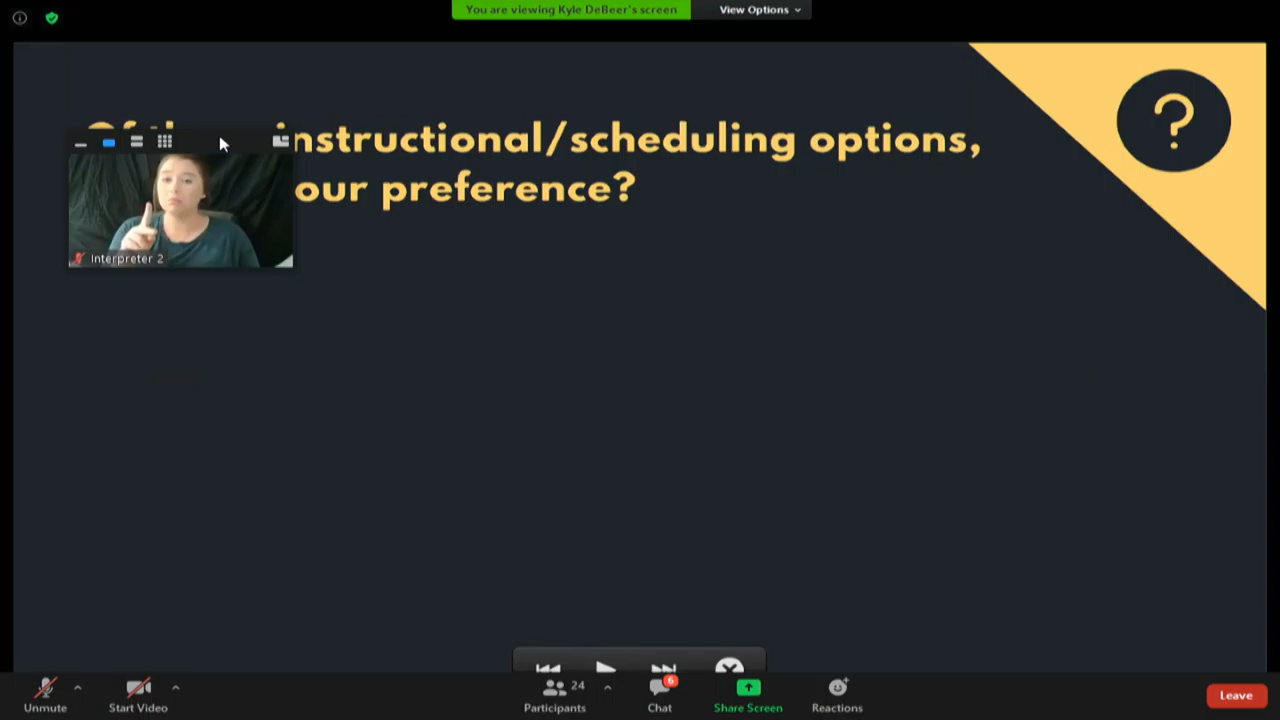 You are viewing Kyle DeBeer's screen
View Options
instructional/scheduling options,
our preference?
?
Interpreter 2
Unmute
Start Video
24
Participants
6
Chat
Share Screen
Reactions
Leave